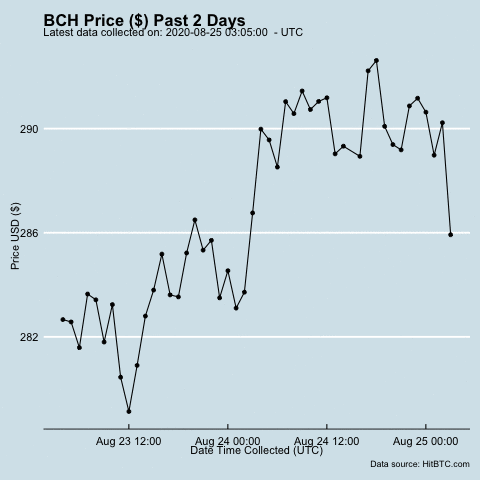 BCH Price ($) Past 2 Days
Latest data collected on: 2020-08-25 03:05:00  - UTC
290
286
282
Price USD ($)
Aug 23 12:00 Aug 24 00:00 Aug 24 12:00 Aug 25 00:00
Date Time Collected (UTC)
Data source: HitBTC.com